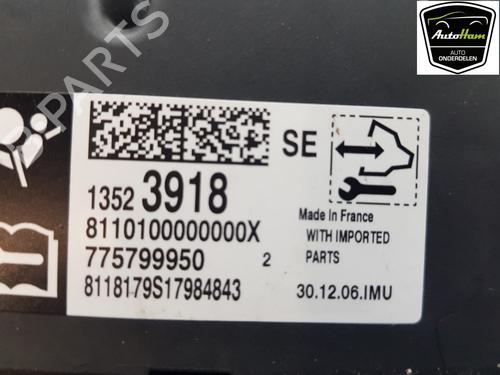 AutoHam
AUTO
ONDERDELEN
B-PARTS
SE
1352 3918
8110100000000X
775799950 2
8118179S17984843
Made in France
WITH IMPORTED
PARTS
30.12.06.IMU